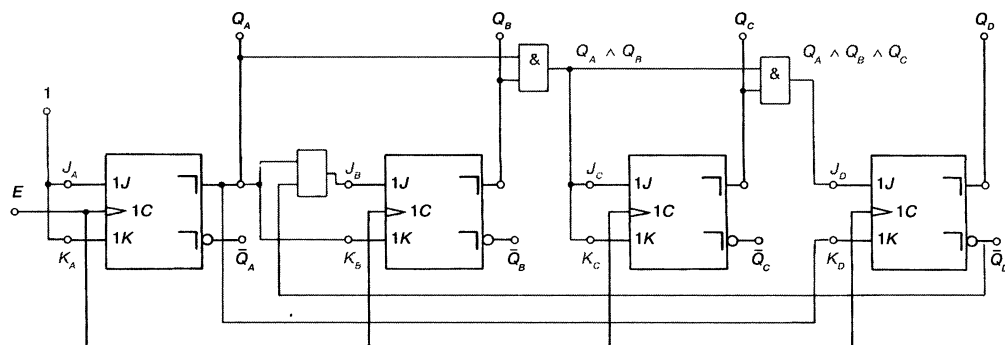 Q_A Q_B Q_C Q_D
& Q_A ∧ Q_B & Q_A ∧ Q_B ∧ Q_C
1
J_A J_B J_C J_D
1J 1J 1J 1J
E 1C 1C 1C 1C
1K 1K 1K 1K
K_A Q̄_A K_B Q̄_B K_C Q̄_C K_D Q̄_D